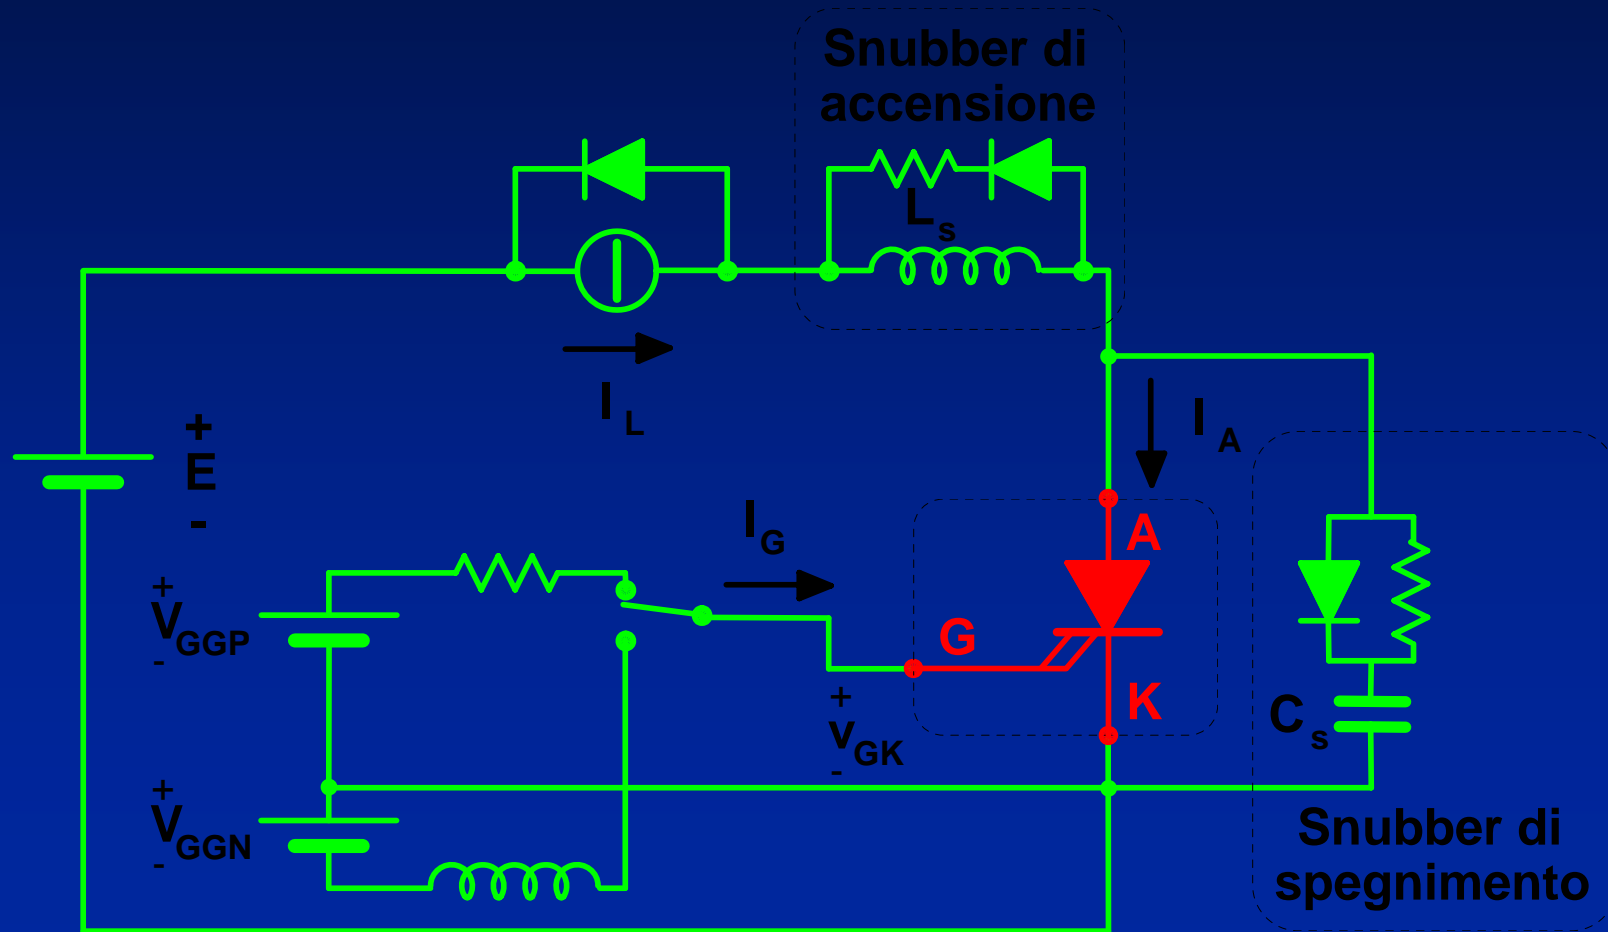 Snubber di
accensione
Ls
IL
IA
+
E
-
IG
A
+
VGGP
-
G
K
+
vGK
-
Cs
+
VGGN
-
Snubber di
spegnimento